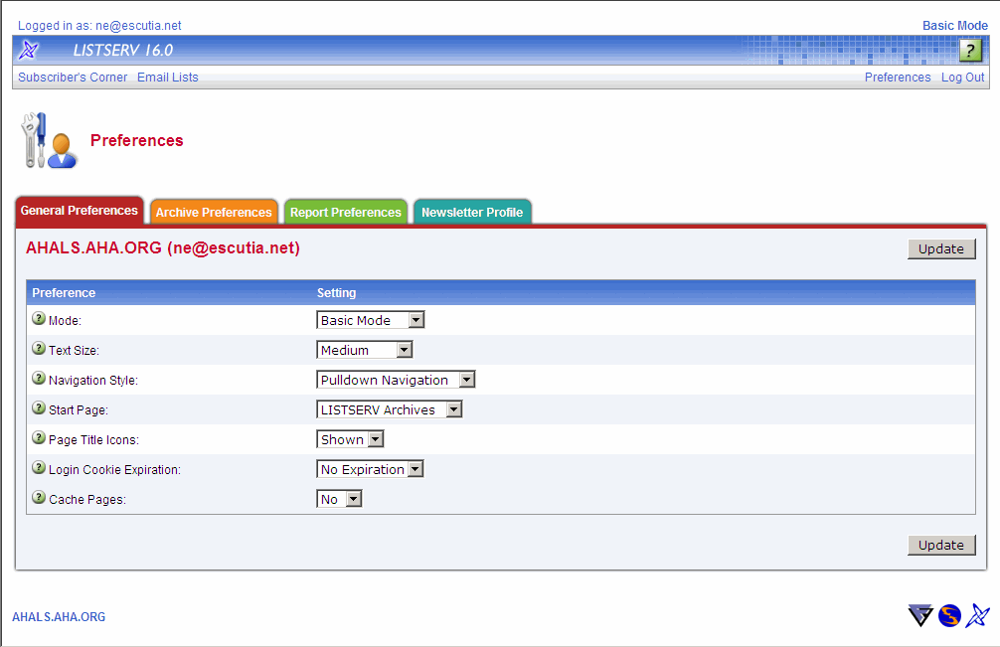 Logged in as: ne@escutia.net Basic Mode
LISTSERV 16.0 ?
Subscriber's Corner Email Lists Preferences Log Out
Preferences
General Preferences Archive Preferences Report Preferences Newsletter Profile
AHALS.AHA.ORG (ne@escutia.net) Update
Preference Setting
? Mode: Basic Mode
? Text Size: Medium
? Navigation Style: Pulldown Navigation
? Start Page: LISTSERV Archives
? Page Title Icons: Shown
? Login Cookie Expiration: No Expiration
? Cache Pages: No
Update
AHALS.AHA.ORG